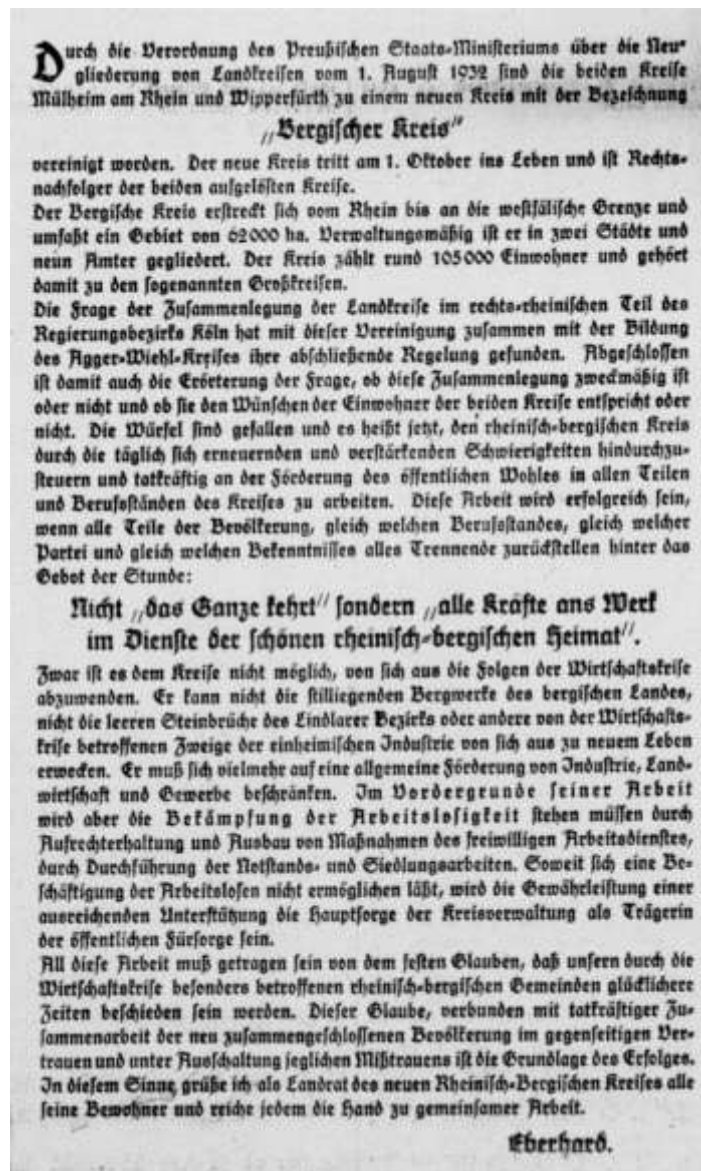 Durch die Verordnung des Preußischen Staats-Ministeriums über die Neu-
gliederung von Landkreisen vom 1. August 1932 sind die beiden Kreise
Mülheim am Rhein und Wipperfürth zu einem neuen Kreis mit der Bezeichnung
„Bergischer Kreis"
vereinigt worden. Der neue Kreis tritt am 1. Oktober ins Leben und ist Rechts-
nachfolger der beiden aufgelösten Kreise.
Der Bergische Kreis erstreckt sich vom Rhein bis an die westfälische Grenze und
umfaßt ein Gebiet von 62000 ha. Verwaltungsmäßig ist er in zwei Städte und
neun Ämter gegliedert. Der Kreis zählt rund 105000 Einwohner und gehört
damit zu den sogenannten Großkreisen.
Die Frage der Zusammenlegung der Landkreise im rechts-rheinischen Teil des
Regierungsbezirks Köln hat mit dieser Vereinigung zusammen mit der Bildung
des Agger-Wiehl-Kreises ihre abschließende Regelung gefunden. Abgeschlossen
ist damit auch die Erörterung der Frage, ob diese Zusammenlegung zweckmäßig ist
oder nicht und ob sie den Wünschen der Einwohner der beiden Kreise entspricht oder
nicht. Die Würfel sind gefallen und es heißt jetzt, den rheinisch-bergischen Kreis
durch die täglich sich erneuernden und verstärkenden Schwierigkeiten hindurchzu-
steuern und tatkräftig an der Förderung des öffentlichen Wohles in allen Teilen
und Berufsständen des Kreises zu arbeiten. Diese Arbeit wird erfolgreich sein,
wenn alle Teile der Bevölkerung, gleich welchen Berufsstandes, gleich welcher
Partei und gleich welchen Bekenntnisses alles Trennende zurückstellen hinter das
Gebot der Stunde:
Nicht „das Ganze kehrt" sondern „alle Kräfte ans Werk
im Dienste der schönen rheinisch-bergischen Heimat".
Zwar ist es dem Kreise nicht möglich, von sich aus die Folgen der Wirtschaftskrise
abzuwenden. Er kann nicht die stilliegenden Bergwerke des bergischen Landes,
nicht die leeren Steinbrüche des Lindlarer Bezirks oder andere von der Wirtschafts-
krise betroffenen Zweige der einheimischen Industrie von sich aus zu neuem Leben
erwecken. Er muß sich vielmehr auf eine allgemeine Förderung von Industrie, Land-
wirtschaft und Gewerbe beschränken. Im Vordergrunde seiner Arbeit
wird aber die Bekämpfung der Arbeitslosigkeit stehen müssen durch
Aufrechterhaltung und Ausbau von Maßnahmen des freiwilligen Arbeitsdienstes,
durch Durchführung der Notstands- und Siedlungsarbeiten. Soweit sich eine Be-
schäftigung der Arbeitslosen nicht ermöglichen läßt, wird die Gewährleistung einer
ausreichenden Unterstützung die Hauptsorge der Kreisverwaltung als Trägerin
der öffentlichen Fürsorge sein.
All diese Arbeit muß getragen sein von dem festen Glauben, daß unsern durch die
Wirtschaftskrise besonders betroffenen rheinisch-bergischen Gemeinden glücklichere
Zeiten beschieden sein werden. Dieser Glaube, verbunden mit tatkräftiger Zu-
sammenarbeit der neu zusammengeschlossenen Bevölkerung im gegenseitigen Ver-
trauen und unter Ausschaltung jeglichen Mißtrauens ist die Grundlage des Erfolges.
In diesem Sinne grüße ich als Landrat des neuen Rheinisch-Bergischen Kreises alle
seine Bewohner und reiche jedem die Hand zu gemeinsamer Arbeit.
Eberhard.